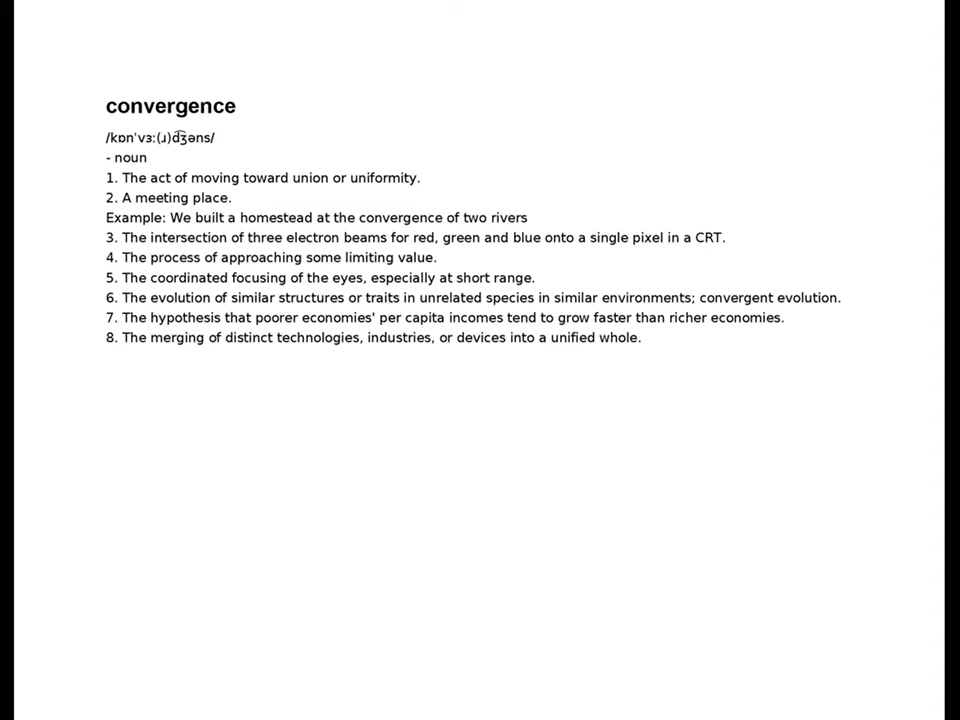 convergence
/kɒnˈvɜː(ɹ)d͡ʒəns/
- noun
1. The act of moving toward union or uniformity.
2. A meeting place.
Example: We built a homestead at the convergence of two rivers
3. The intersection of three electron beams for red, green and blue onto a single pixel in a CRT.
4. The process of approaching some limiting value.
5. The coordinated focusing of the eyes, especially at short range.
6. The evolution of similar structures or traits in unrelated species in similar environments; convergent evolution.
7. The hypothesis that poorer economies' per capita incomes tend to grow faster than richer economies.
8. The merging of distinct technologies, industries, or devices into a unified whole.